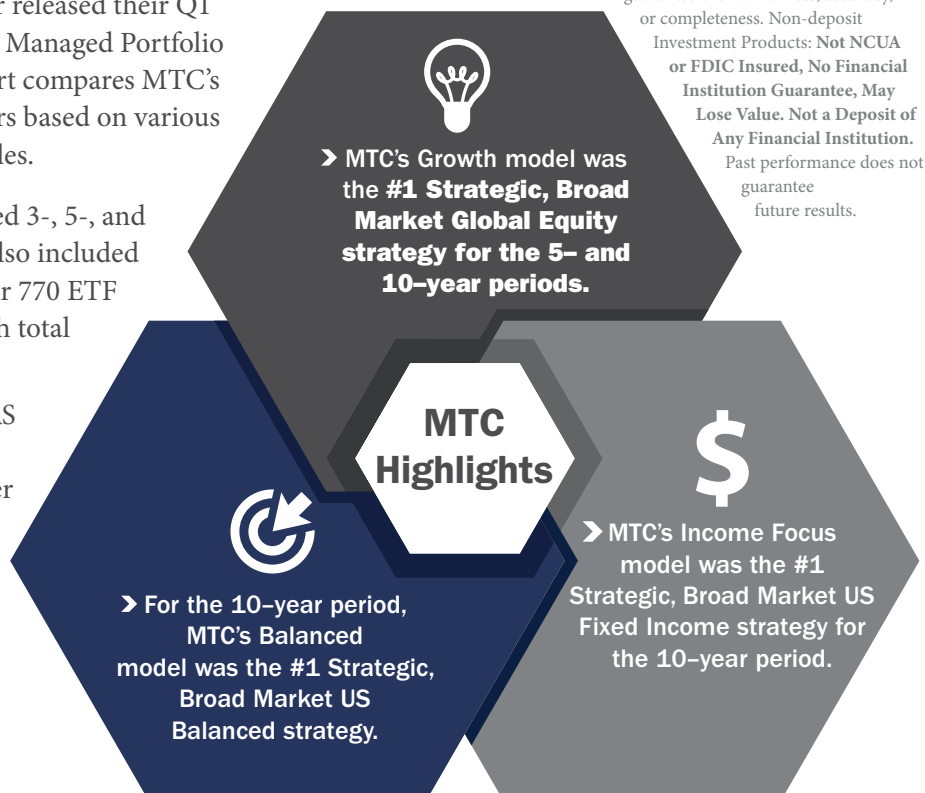 r released their Q1
Managed Portfolio
rt compares MTC's
rs based on various
les.
ed 3-, 5-, and
lso included
r 770 ETF
h total
AS
er
or completeness. Non-deposit
Investment Products: Not NCUA
or FDIC Insured, No Financial
Institution Guarantee, May
Lose Value. Not a Deposit of
Any Financial Institution.
Past performance does not
guarantee
future results.
MTC's Growth model was
the #1 Strategic, Broad
Market Global Equity
strategy for the 5– and
10–year periods.
MTC
Highlights
For the 10–year period,
MTC's Balanced
model was the #1 Strategic,
Broad Market US
Balanced strategy.
$
MTC's Income Focus
model was the #1
Strategic, Broad Market US
Fixed Income strategy for
the 10–year period.